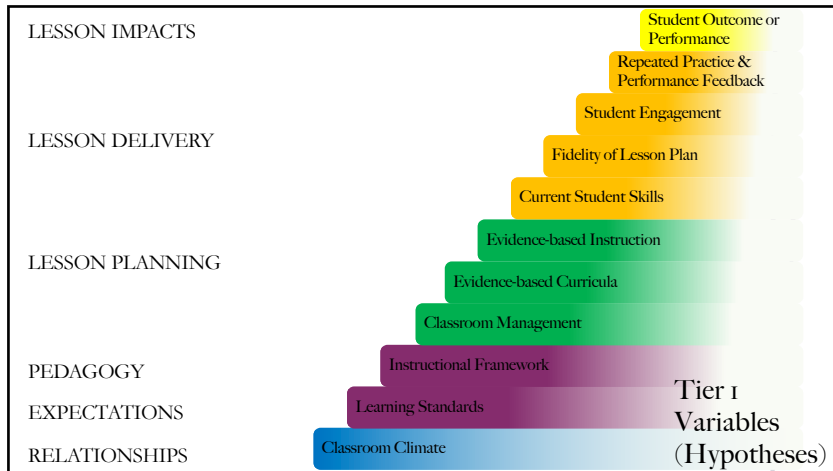 LESSON IMPACTS
Student Outcome or
Performance
Repeated Practice &
Performance Feedback
Student Engagement
LESSON DELIVERY
Fidelity of Lesson Plan
Current Student Skills
Evidence-based Instruction
LESSON PLANNING
Evidence-based Curricula
Classroom Management
Instructional Framework
PEDAGOGY
Learning Standards
EXPECTATIONS
Classroom Climate
RELATIONSHIPS
Tier 1
Variables
(Hypotheses)